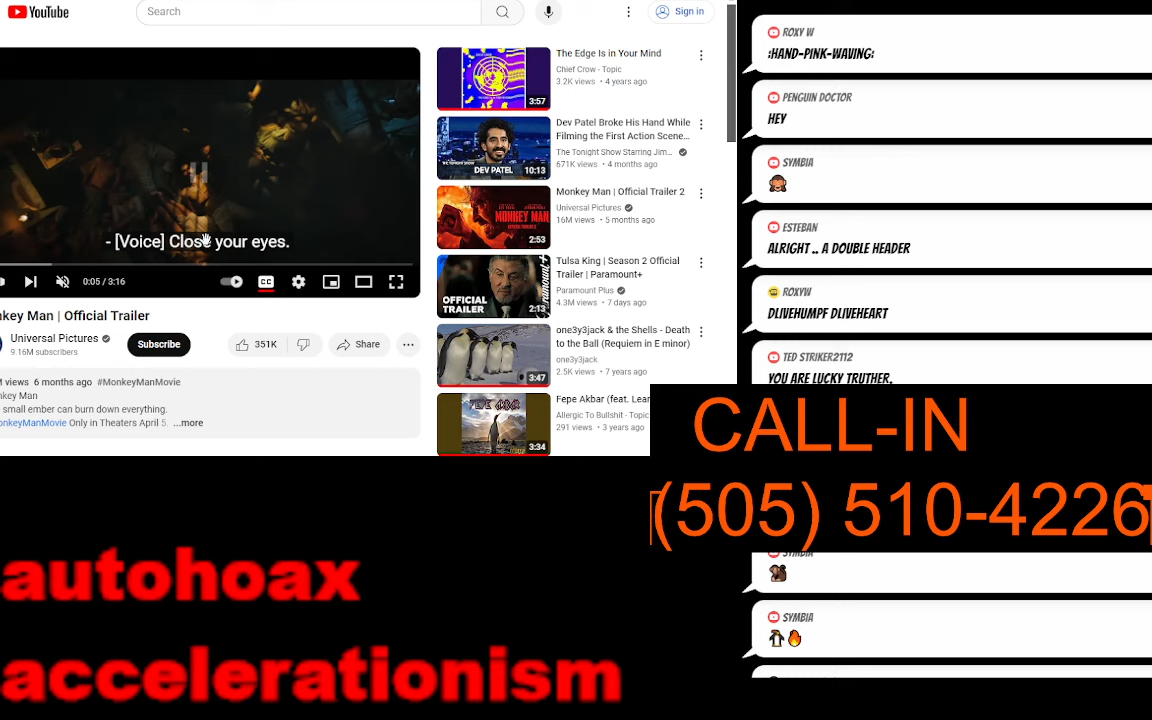 YouTube
Search
Sign in
- [Voice] Close your eyes.
CC
0:05 / 3:16
nkey Man | Official Trailer
Universal Pictures
9.16M subscribers
Subscribe
351K
Share
views 6 months ago #MonkeyManMovie
nkey Man
small ember can burn down everything.
onkeyManMovie Only in Theaters April 5. ...more
3:57
The Edge Is in Your Mind
Chief Crow - Topic
3.2K views • 4 years ago
DEV PATEL
10:13
Dev Patel Broke His Hand While
Filming the First Action Scene...
The Tonight Show Starring Jim...
671K views • 4 months ago
MONKEY MAN
2:53
Monkey Man | Official Trailer 2
Universal Pictures
16M views • 5 months ago
OFFICIAL
TRAILER
Paramount+
2:13
Tulsa King | Season 2 Official
Trailer | Paramount+
Paramount Plus
4.3M views • 7 days ago
3:47
one3y3jack & the Shells - Death
to the Ball (Requiem in E minor)
one3y3jack
2.5K views • 7 years ago
FEPE AKBAR
3:34
Fepe Akbar (feat. Lear
Allergic To Bullshit - Topic
291 views • 3 years ago
ROXY W
:HAND-PINK-WAVING:
PENGUIN DOCTOR
HEY
SYMBIA
ESTEBAN
ALRIGHT .. A DOUBLE HEADER
ROXYW
DLIVEHUMPF DLIVEHEART
TED STRIKER2112
YOU ARE LUCKY TRUTHER.
CALL-IN
(505) 510-4226
SYMBIA
SYMBIA
autohoax
accelerationism